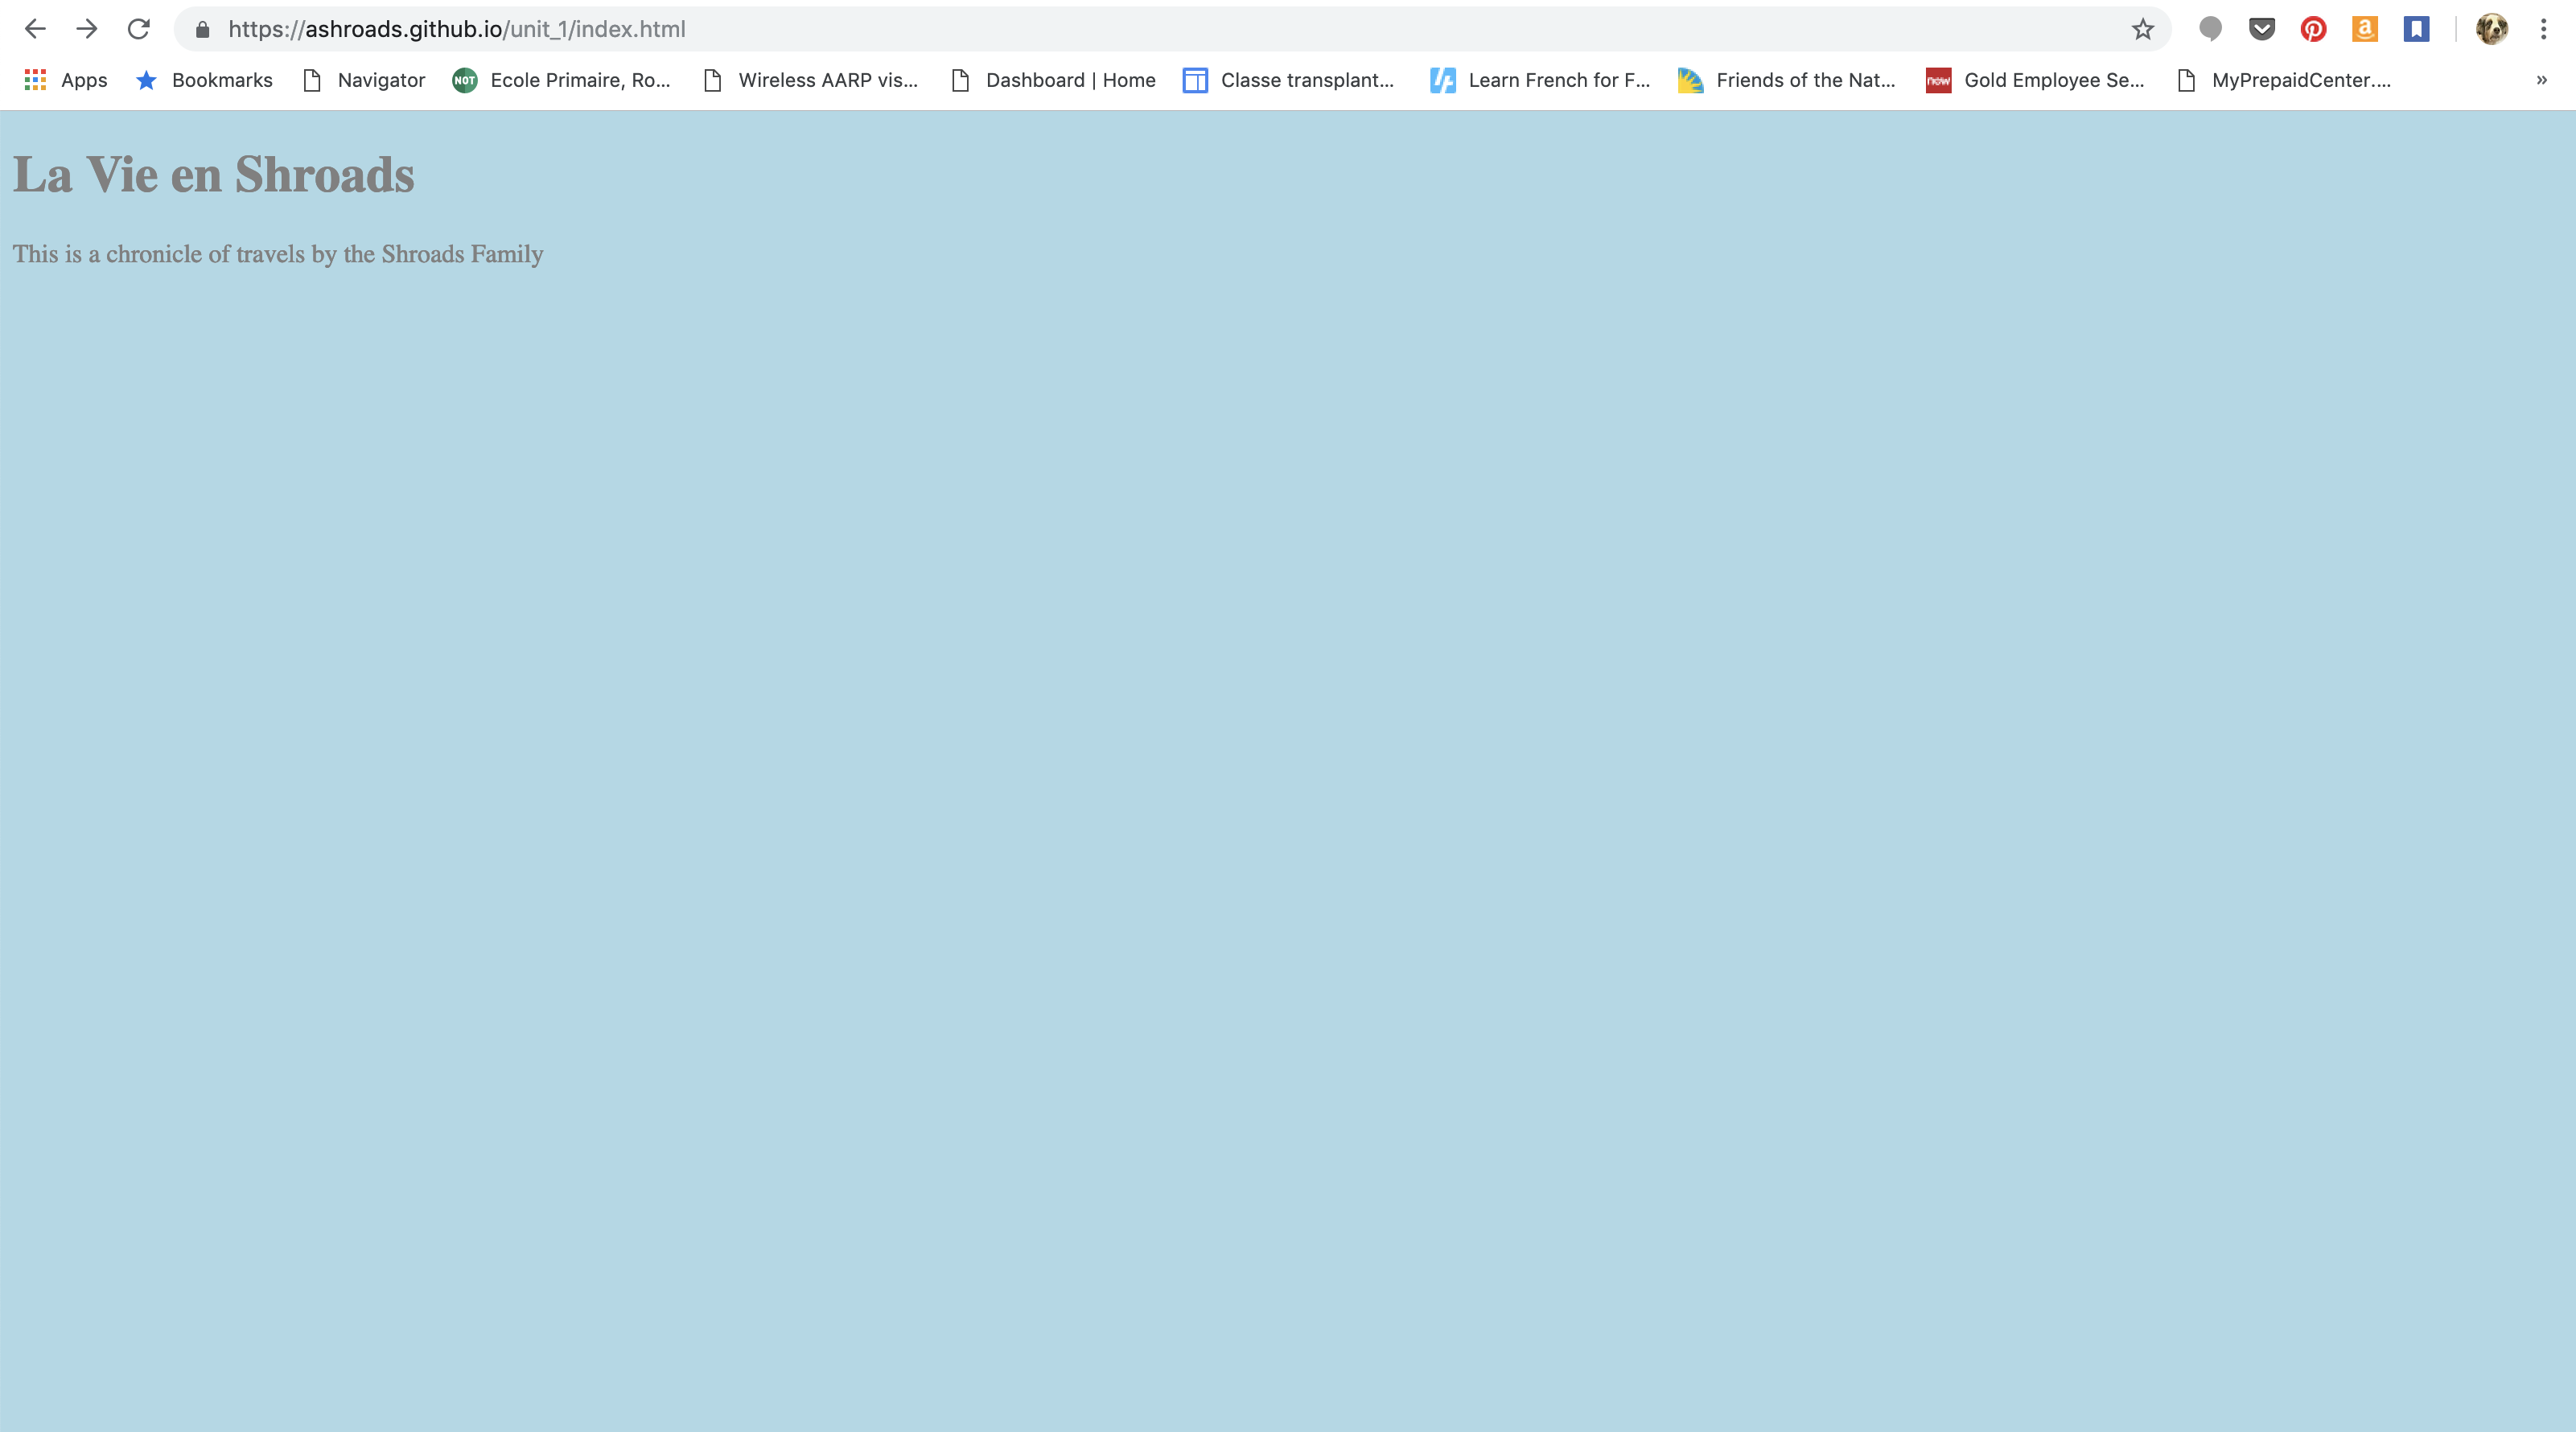 https://ashroads.github.io/unit_1/index.html
Apps Bookmarks Navigator NOT Ecole Primaire, Ro... Wireless AARP vis... Dashboard | Home Classe transplant... Learn French for F... Friends of the Nat... now Gold Employee Se... MyPrepaidCenter.... »
La Vie en Shroads
This is a chronicle of travels by the Shroads Family